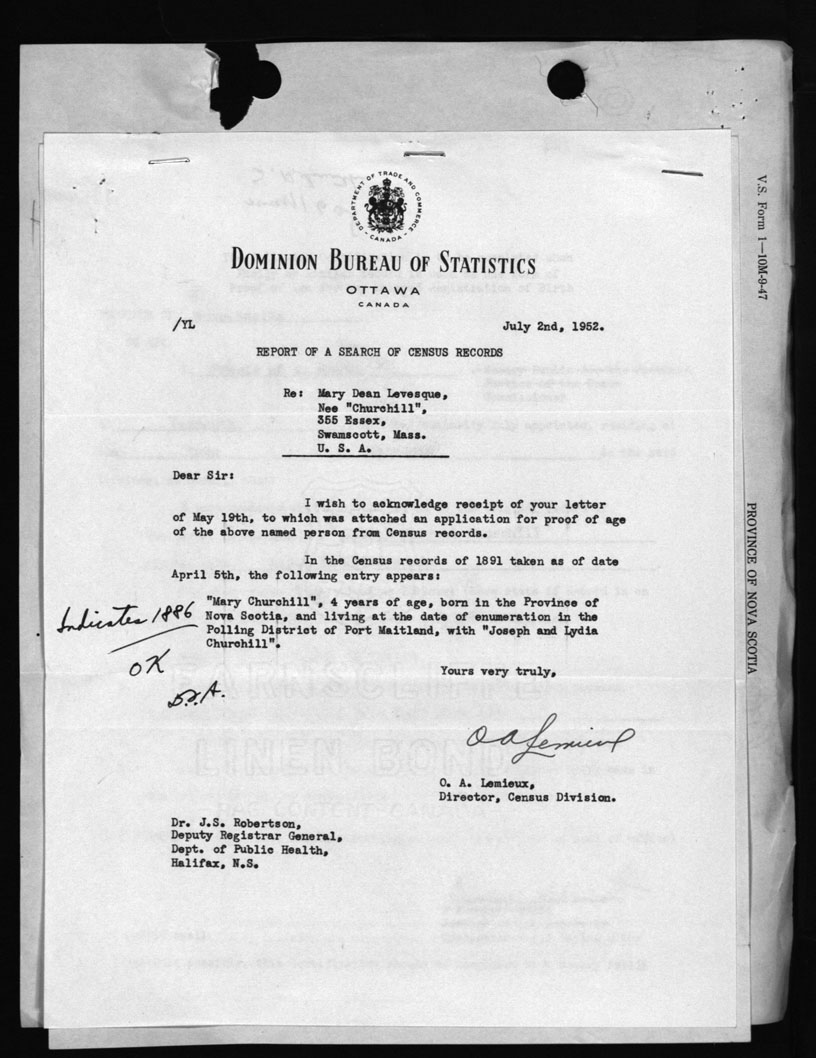 DEPARTMENT OF TRADE AND COMMERCE
CANADA
DOMINION BUREAU OF STATISTICS
OTTAWA
CANADA
/YL
July 2nd, 1952.
REPORT OF A SEARCH OF CENSUS RECORDS
Re: Mary Dean Levesque,
Nee "Churchill",
355 Essex,
Swamscott, Mass.
U. S. A.
Dear Sir:
I wish to acknowledge receipt of your letter
of May 19th, to which was attached an application for proof of age
of the above named person from Census records.
In the Census records of 1891 taken as of date
April 5th, the following entry appears:
"Mary Churchill", 4 years of age, born in the Province of
Nova Scotia, and living at the date of enumeration in the
Polling District of Port Maitland, with "Joseph and Lydia
Churchill".
Indicates 1886
OK
Yours very truly,
O A Lemieux
O. A. Lemieux,
Director, Census Division.
Dr. J.S. Robertson,
Deputy Registrar General,
Dept. of Public Health,
Halifax, N.S.
LINEN BOND
V.S. Form 1—10M-9-47
PROVINCE OF NOVA SCOTIA